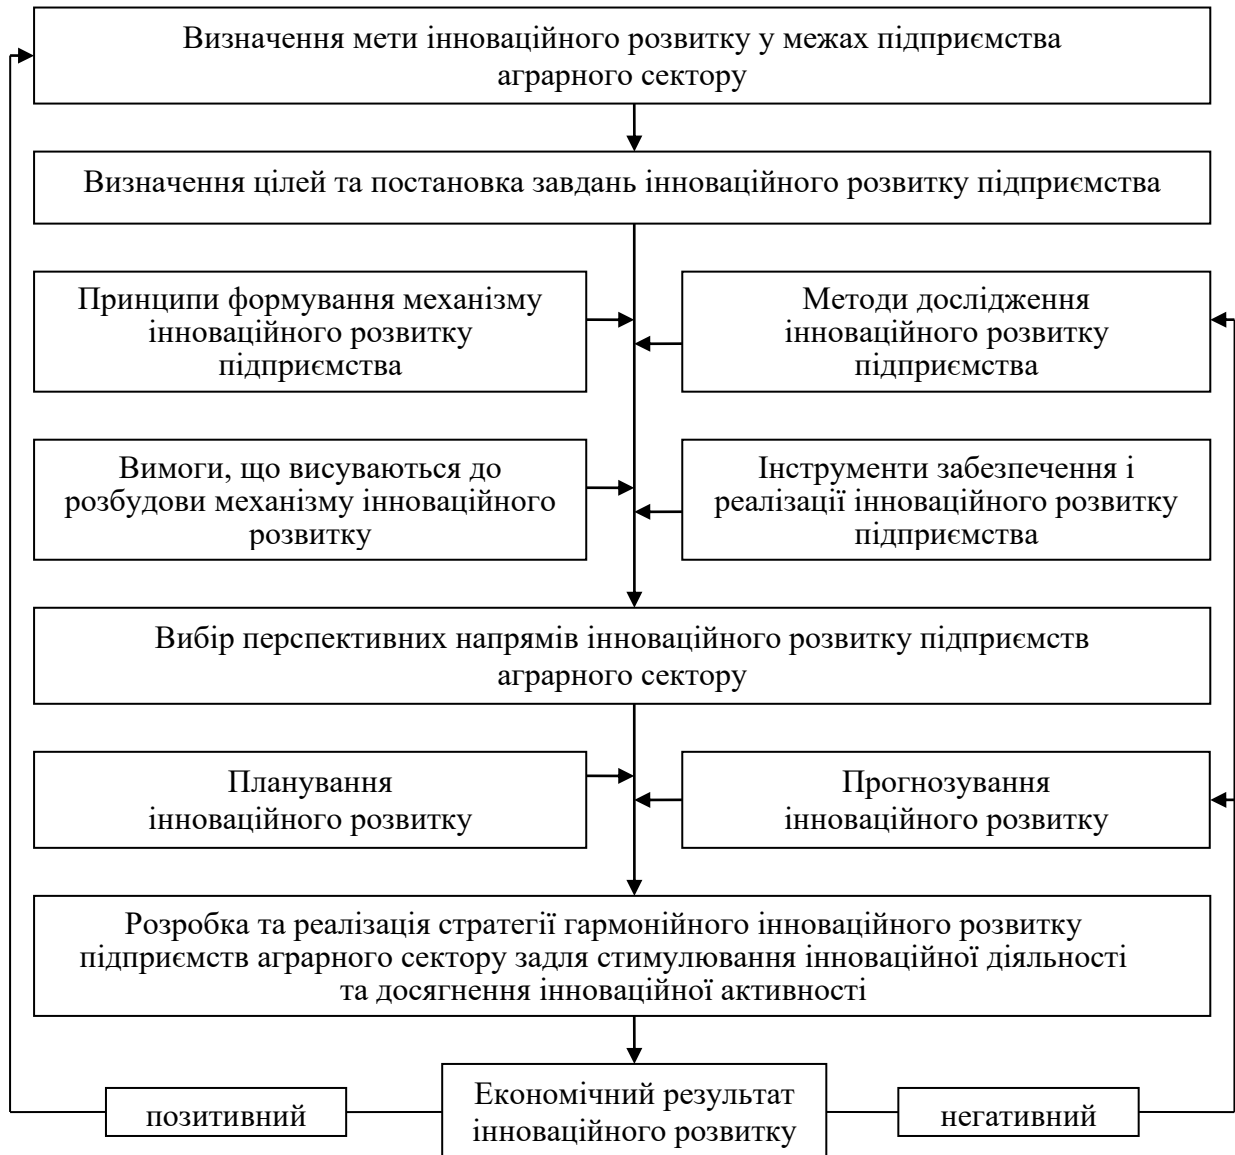 Визначення мети інноваційного розвитку у межах підприємства
аграрного сектору
Визначення цілей та постановка завдань інноваційного розвитку підприємства
Принципи формування механізму
інноваційного розвитку
підприємства
Методи дослідження
інноваційного розвитку
підприємства
Вимоги, що висуваються до
розбудови механізму інноваційного
розвитку
Інструменти забезпечення і
реалізації інноваційного розвитку
підприємства
Вибір перспективних напрямів інноваційного розвитку підприємств
аграрного сектору
Планування
інноваційного розвитку
Прогнозування
інноваційного розвитку
Розробка та реалізація стратегії гармонійного інноваційного розвитку
підприємств аграрного сектору задля стимулювання інноваційної діяльності
та досягнення інноваційної активності
позитивний
Економічний результат
інноваційного розвитку
негативний